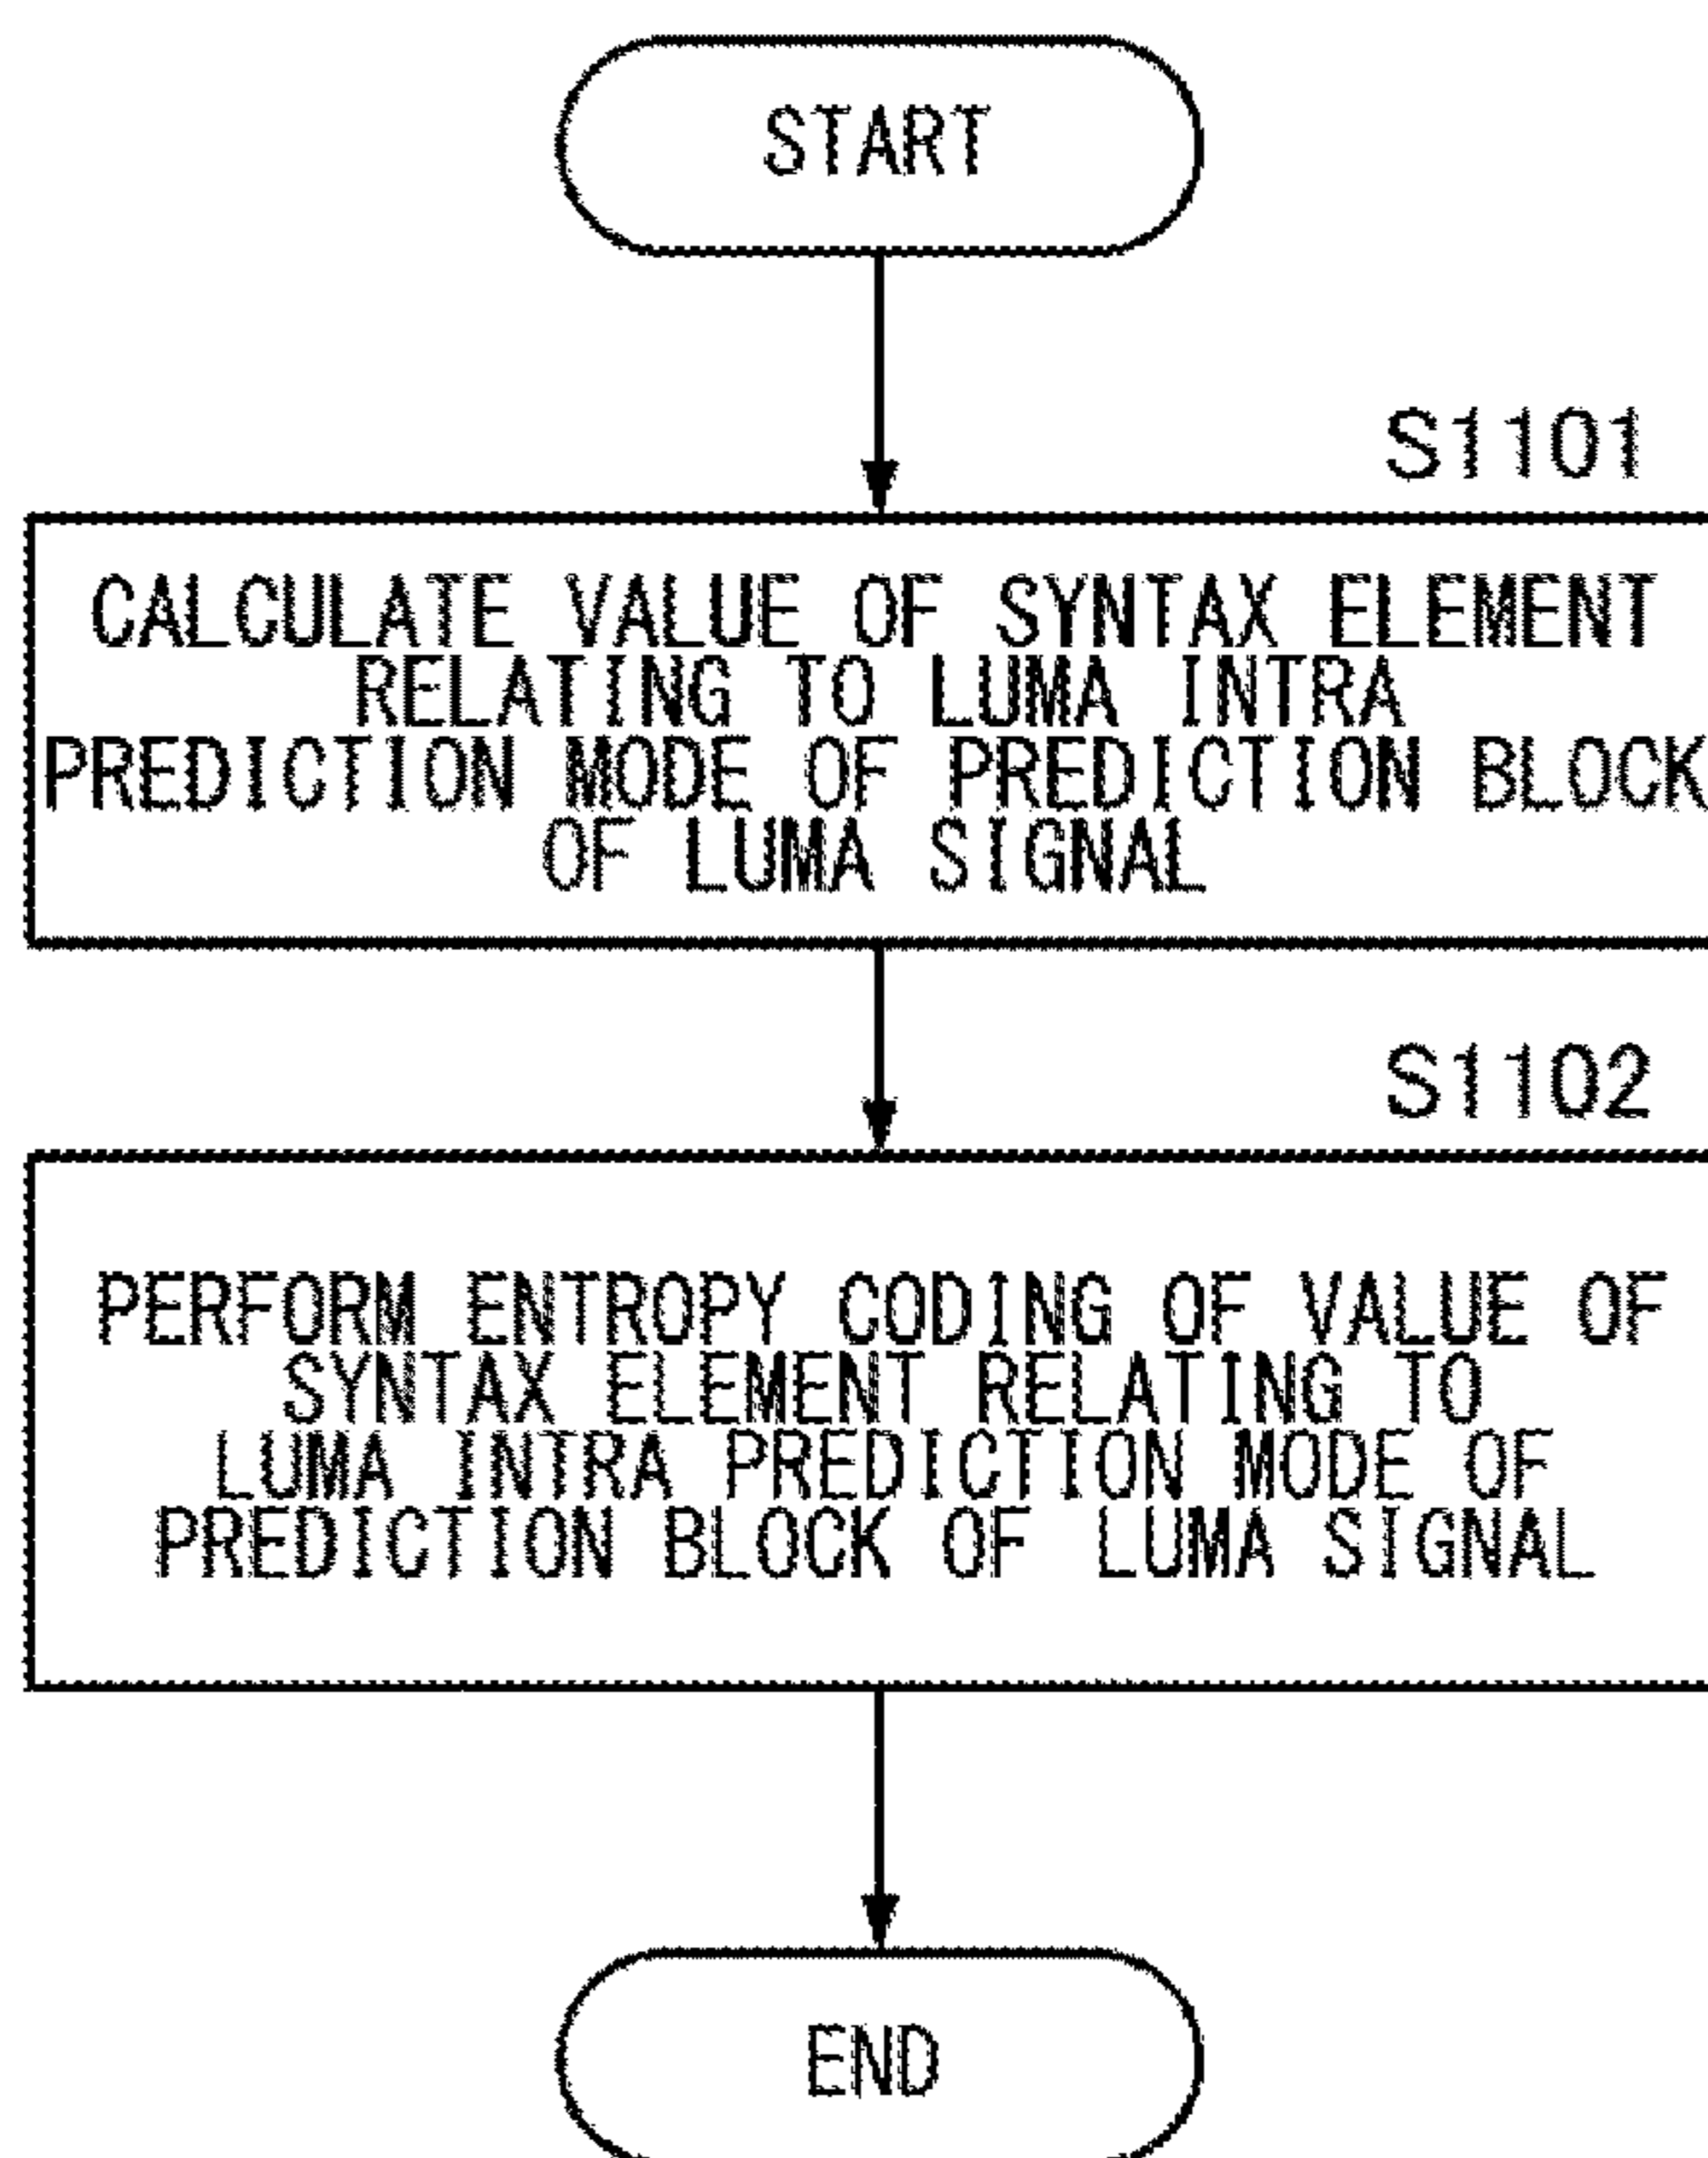 START
S1101
CALCULATE VALUE OF SYNTAX ELEMENT
RELATING TO LUMA INTRA
PREDICTION MODE OF PREDICTION BLOCK
OF LUMA SIGNAL
S1102
PERFORM ENTROPY CODING OF VALUE OF
SYNTAX ELEMENT RELATING TO
LUMA INTRA PREDICTION MODE OF
PREDICTION BLOCK OF LUMA SIGNAL
END